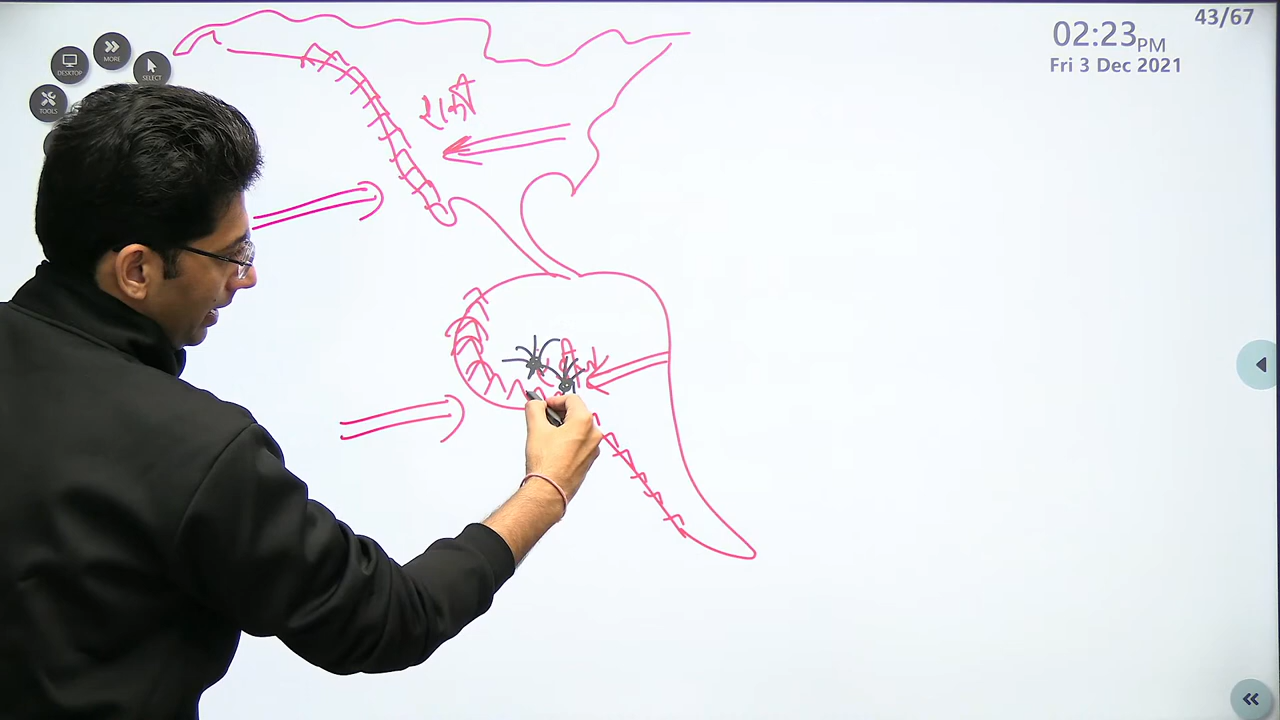 43/67
02:23PM
Fri 3 Dec 2021
MORE
DESKTOP
SELECT
TOOLS